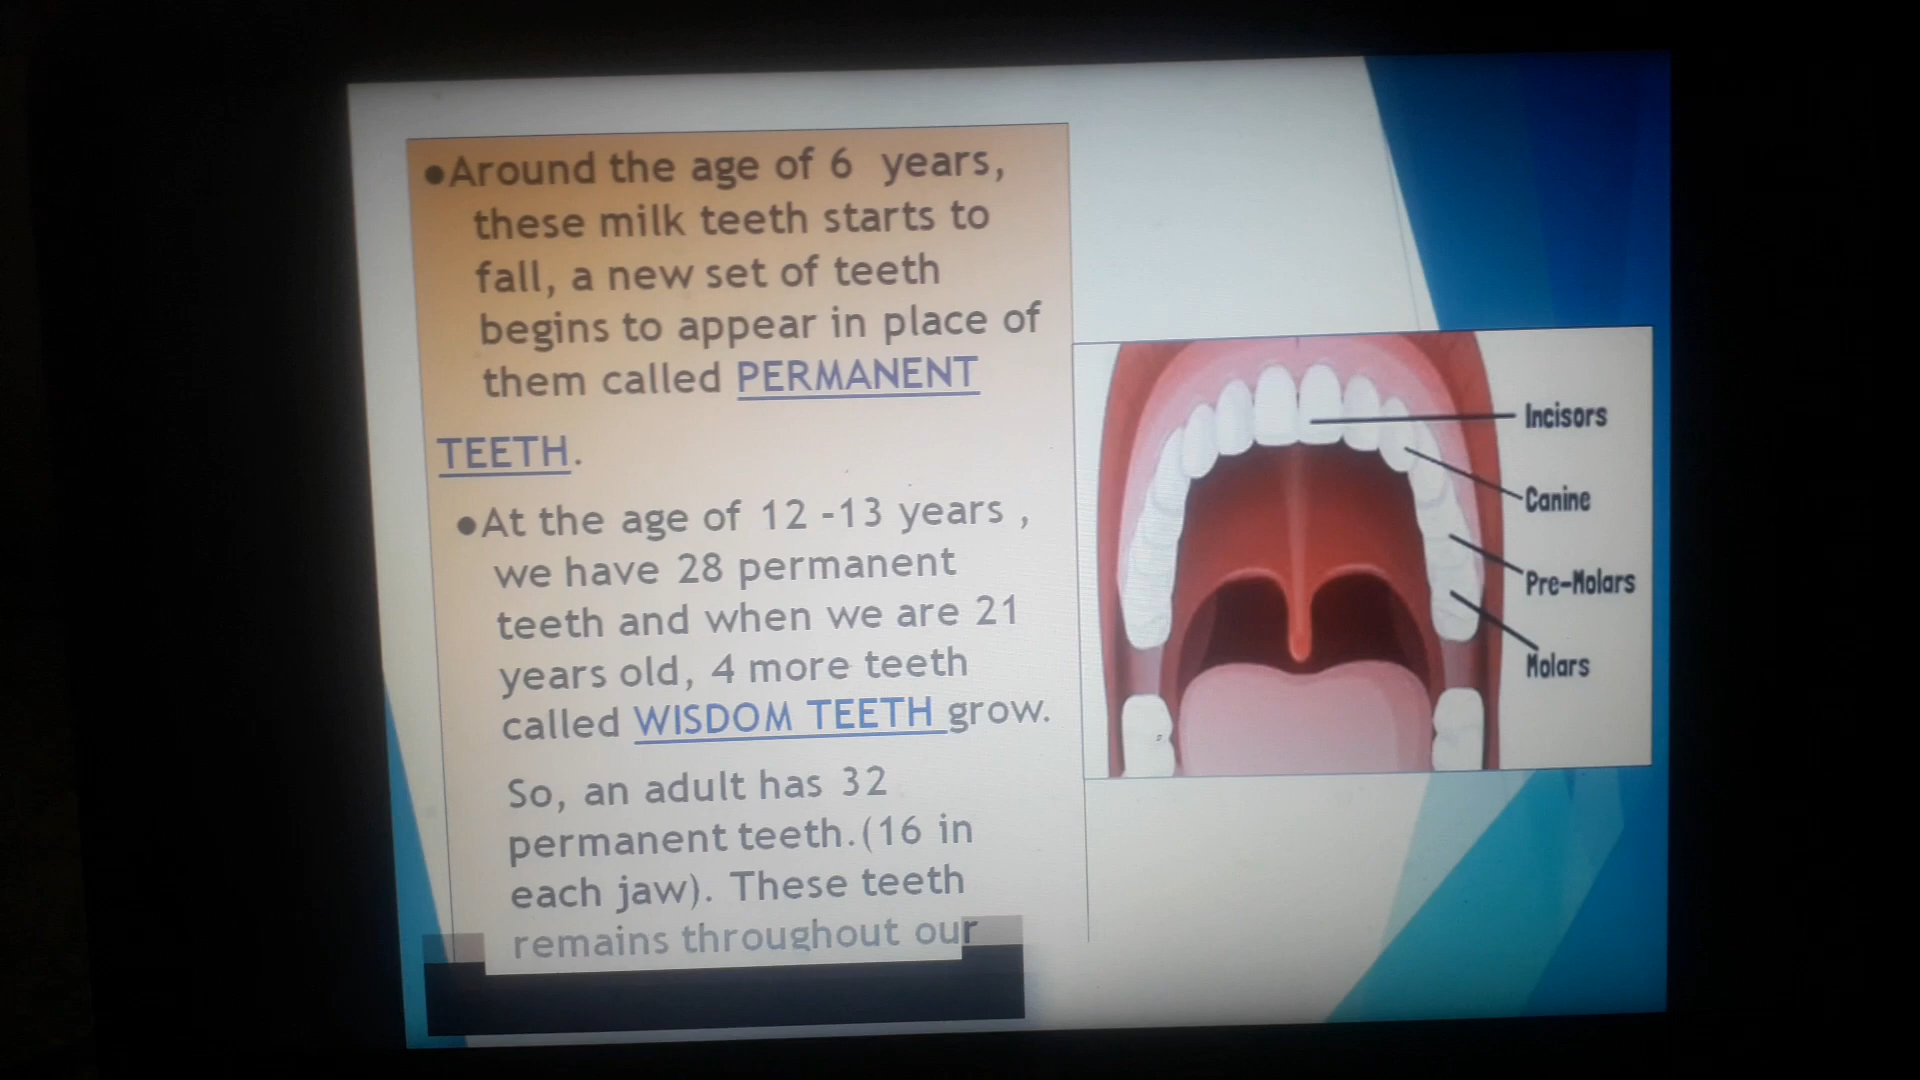 •Around the age of 6 years,
these milk teeth starts to
fall, a new set of teeth
begins to appear in place of
them called PERMANENT
TEETH.
•At the age of 12 -13 years ,
we have 28 permanent
teeth and when we are 21
years old, 4 more teeth
called WISDOM TEETH grow.
So, an adult has 32
permanent teeth.(16 in
each jaw). These teeth
remains throughout our
Incisors
Canine
Pre-Molars
Molars